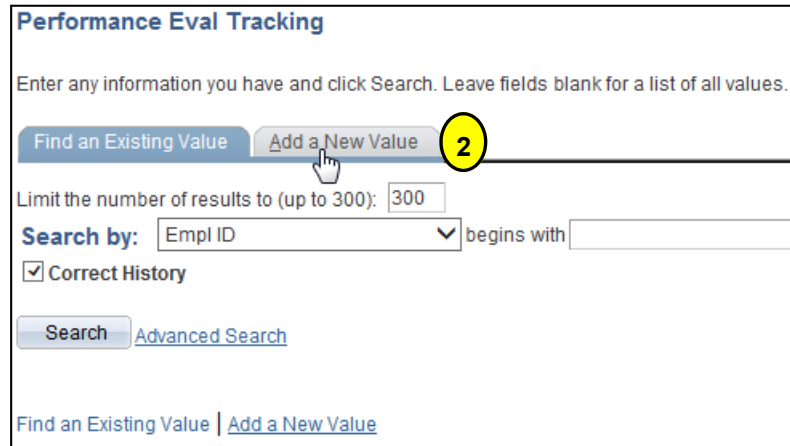 Performance Eval Tracking
Enter any information you have and click Search. Leave fields blank for a list of all values.
Find an Existing Value Add a New Value 2
Limit the number of results to (up to 300): 300
Search by: Empl ID begins with
Correct History
Search Advanced Search
Find an Existing Value | Add a New Value